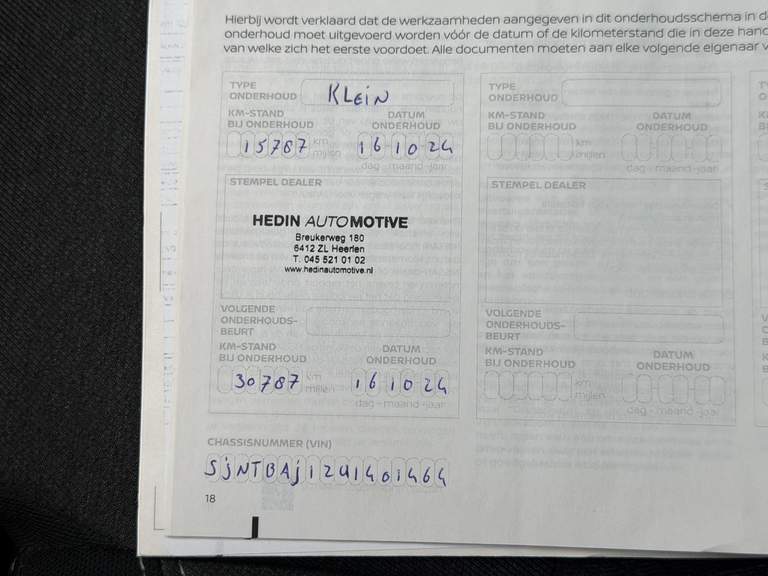 Hierbij wordt verklaard dat de werkzaamheden aangegeven in dit onderhoudsschema in
onderhoud moet uitgevoerd worden vóór de datum of de kilometerstand die in deze
van welke zich het eerste voordoet. Alle documenten moeten aan elke volgende eigenaar
TYPE
ONDERHOUD KLEiN
KM-STAND
BIJ ONDERHOUD
DATUM
ONDERHOUD
15787 km
mijlen
16 10 24
dag - maand -jaar
STEMPEL DEALER
HEDIN AUTOMOTIVE
Breukerweg 180
6412 ZL Heerlen
T. 045 521 01 02
www.hedinautomotive.nl
VOLGENDE
ONDERHOUDS-
BEURT
KM-STAND
BIJ ONDERHOUD
DATUM
ONDERHOUD
30787 km
mijlen
16 10 24
dag - maand -jaar
TYPE
ONDERHOUD
KM-STAND
BIJ ONDERHOUD
DATUM
ONDERHOUD
km
mijlen
dag - maand -jaar
STEMPEL DEALER
VOLGENDE
ONDERHOUDS-
BEURT
KM-STAND
BIJ ONDERHOUD
DATUM
ONDERHOUD
km
mijlen
dag - maand -jaar
CHASSISNUMMER (VIN)
18